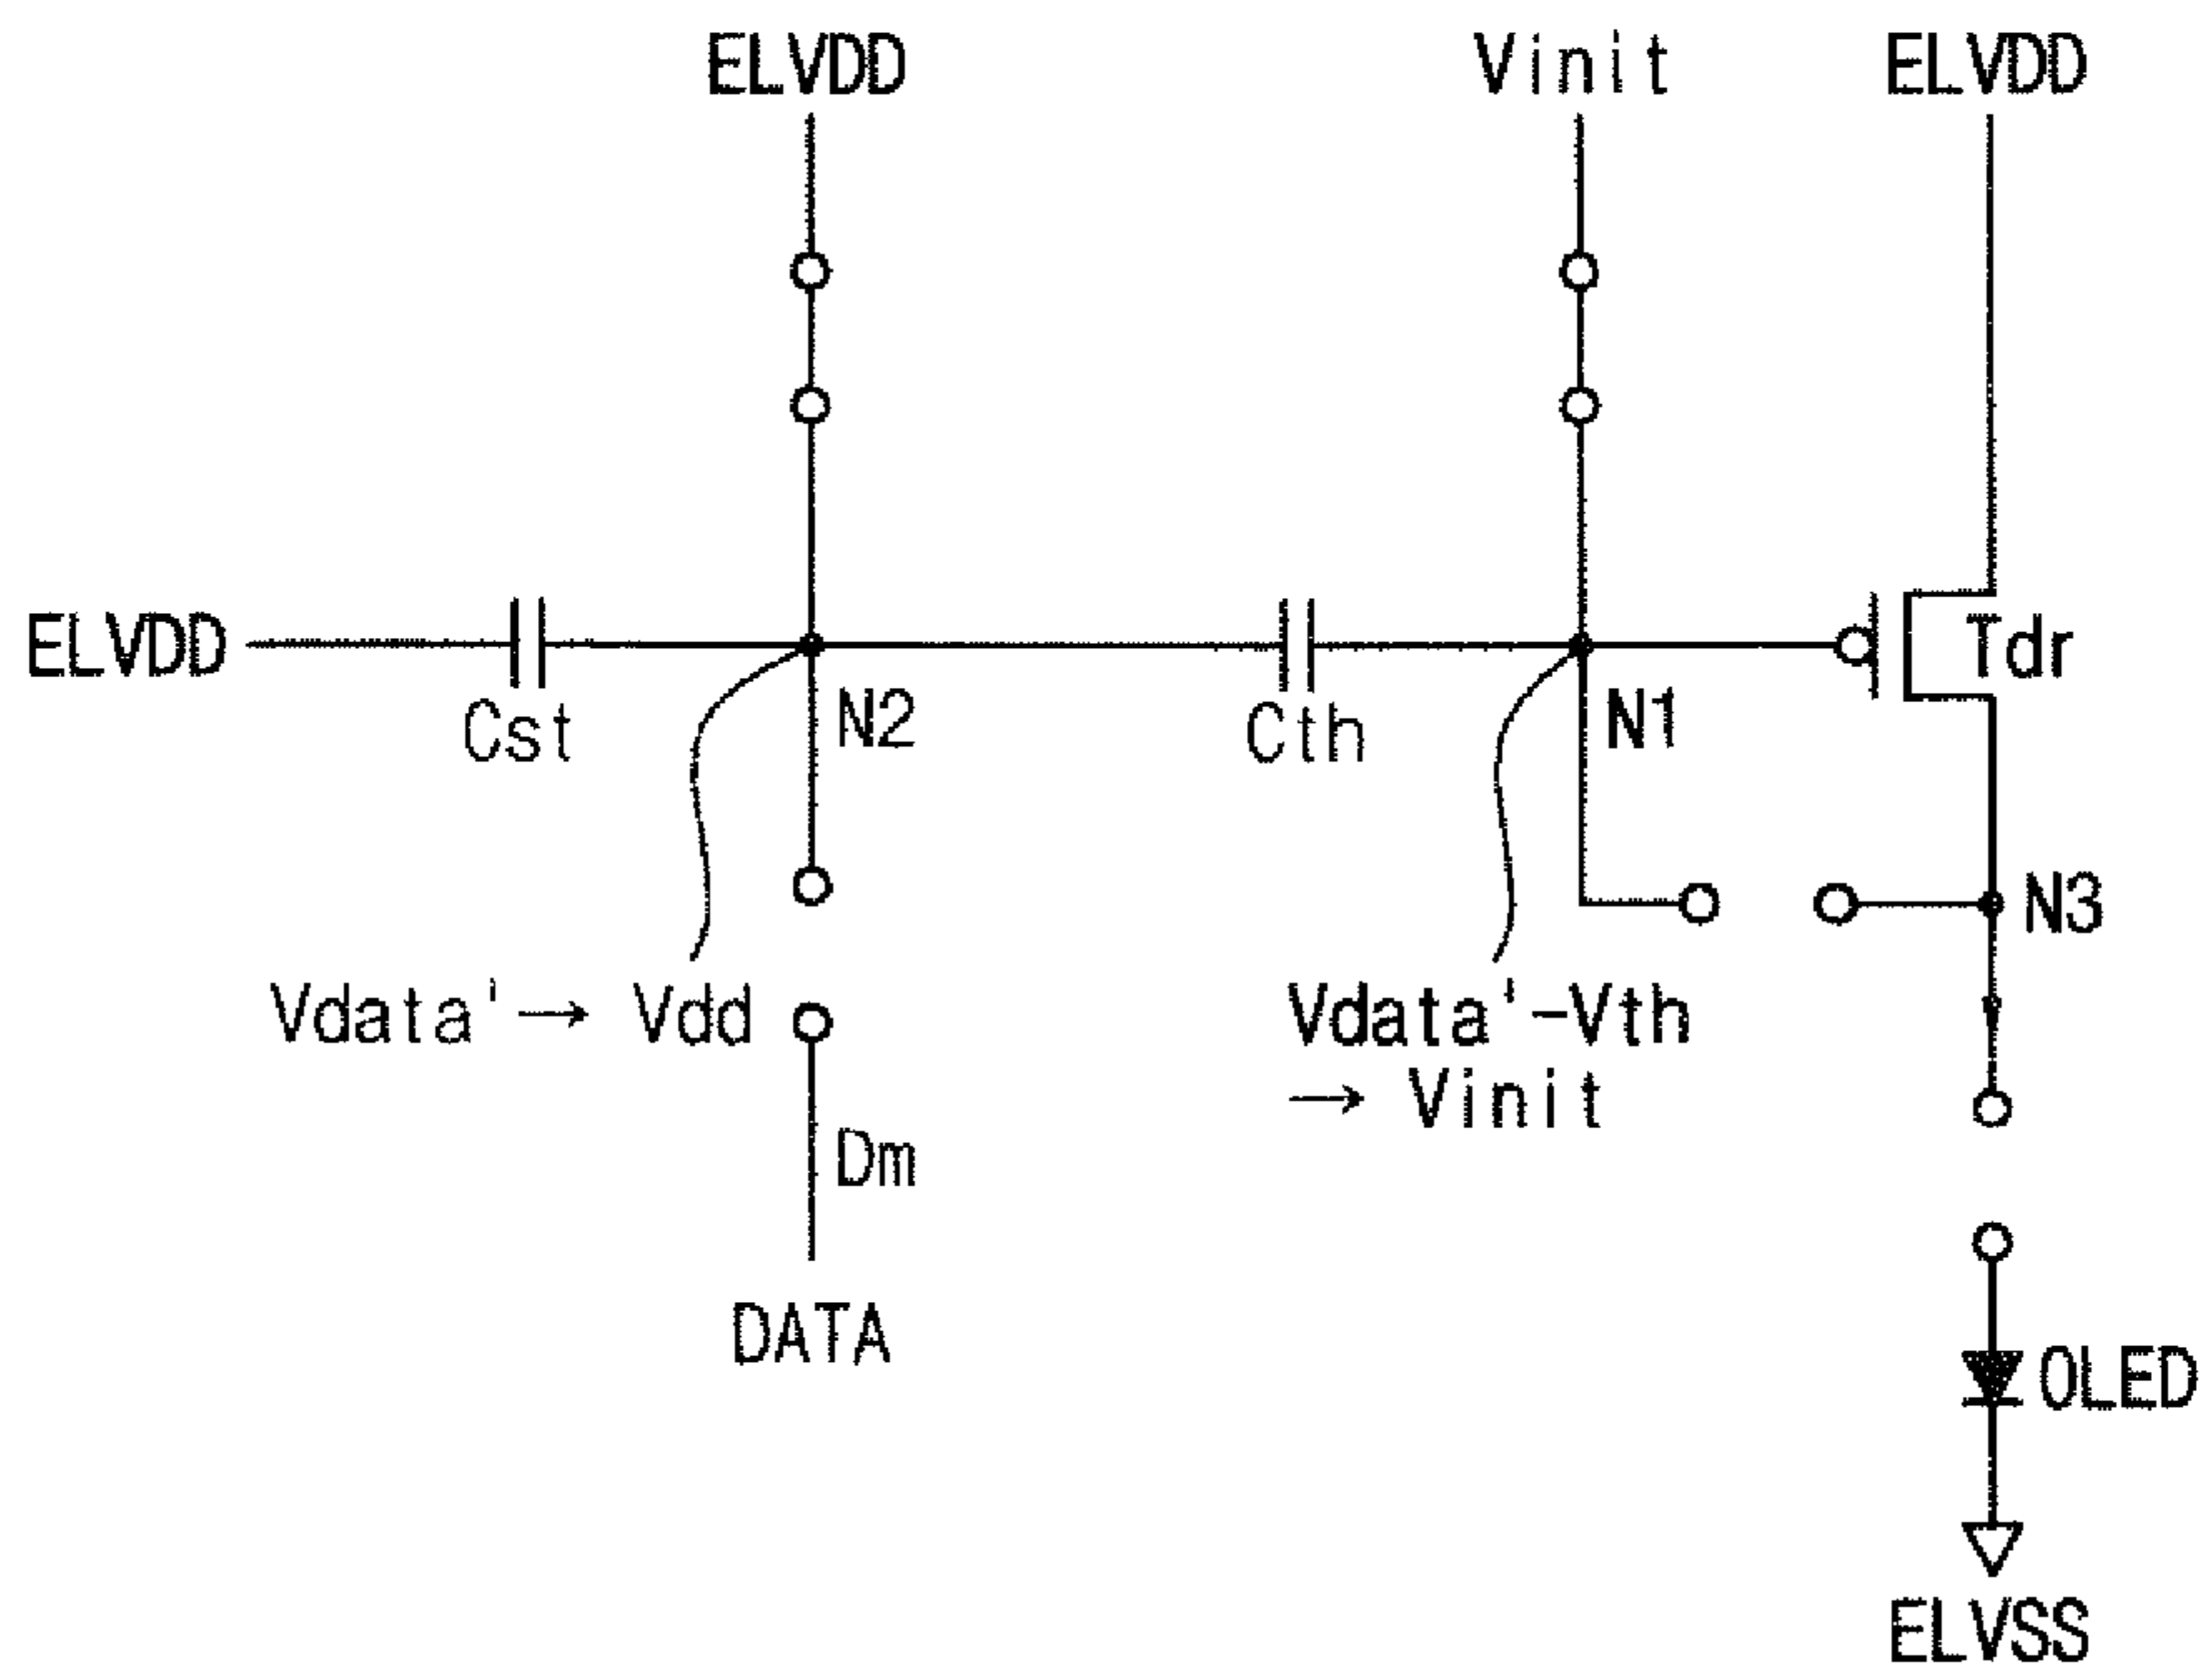 ELVDD
Vinit
ELVDD
ELVDD
Cst
N2
Cth
N1
Tdr
N3
Vdata'→ Vdd
Vdata'-Vth
→ Vinit
Dm
DATA
OLED
ELVSS